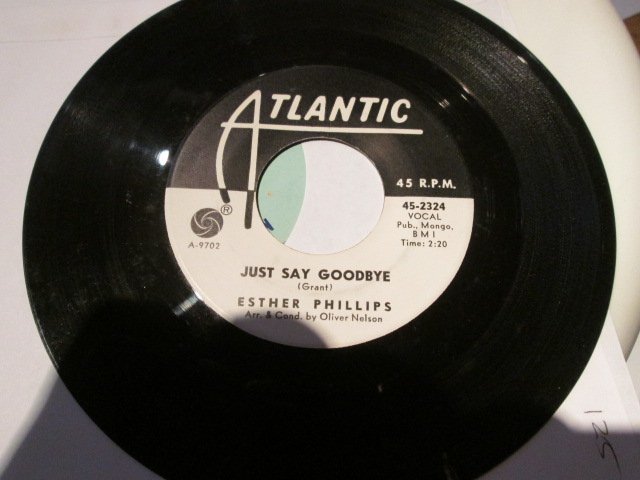 ATLANTIC
45 R.P.M.
45-2324
VOCAL
Pub., Mongo,
BMI
Time: 2:20
®
A-9702
JUST SAY GOODBYE
(Grant)
ESTHER PHILLIPS
Arr. & Cond. by Oliver Nelson